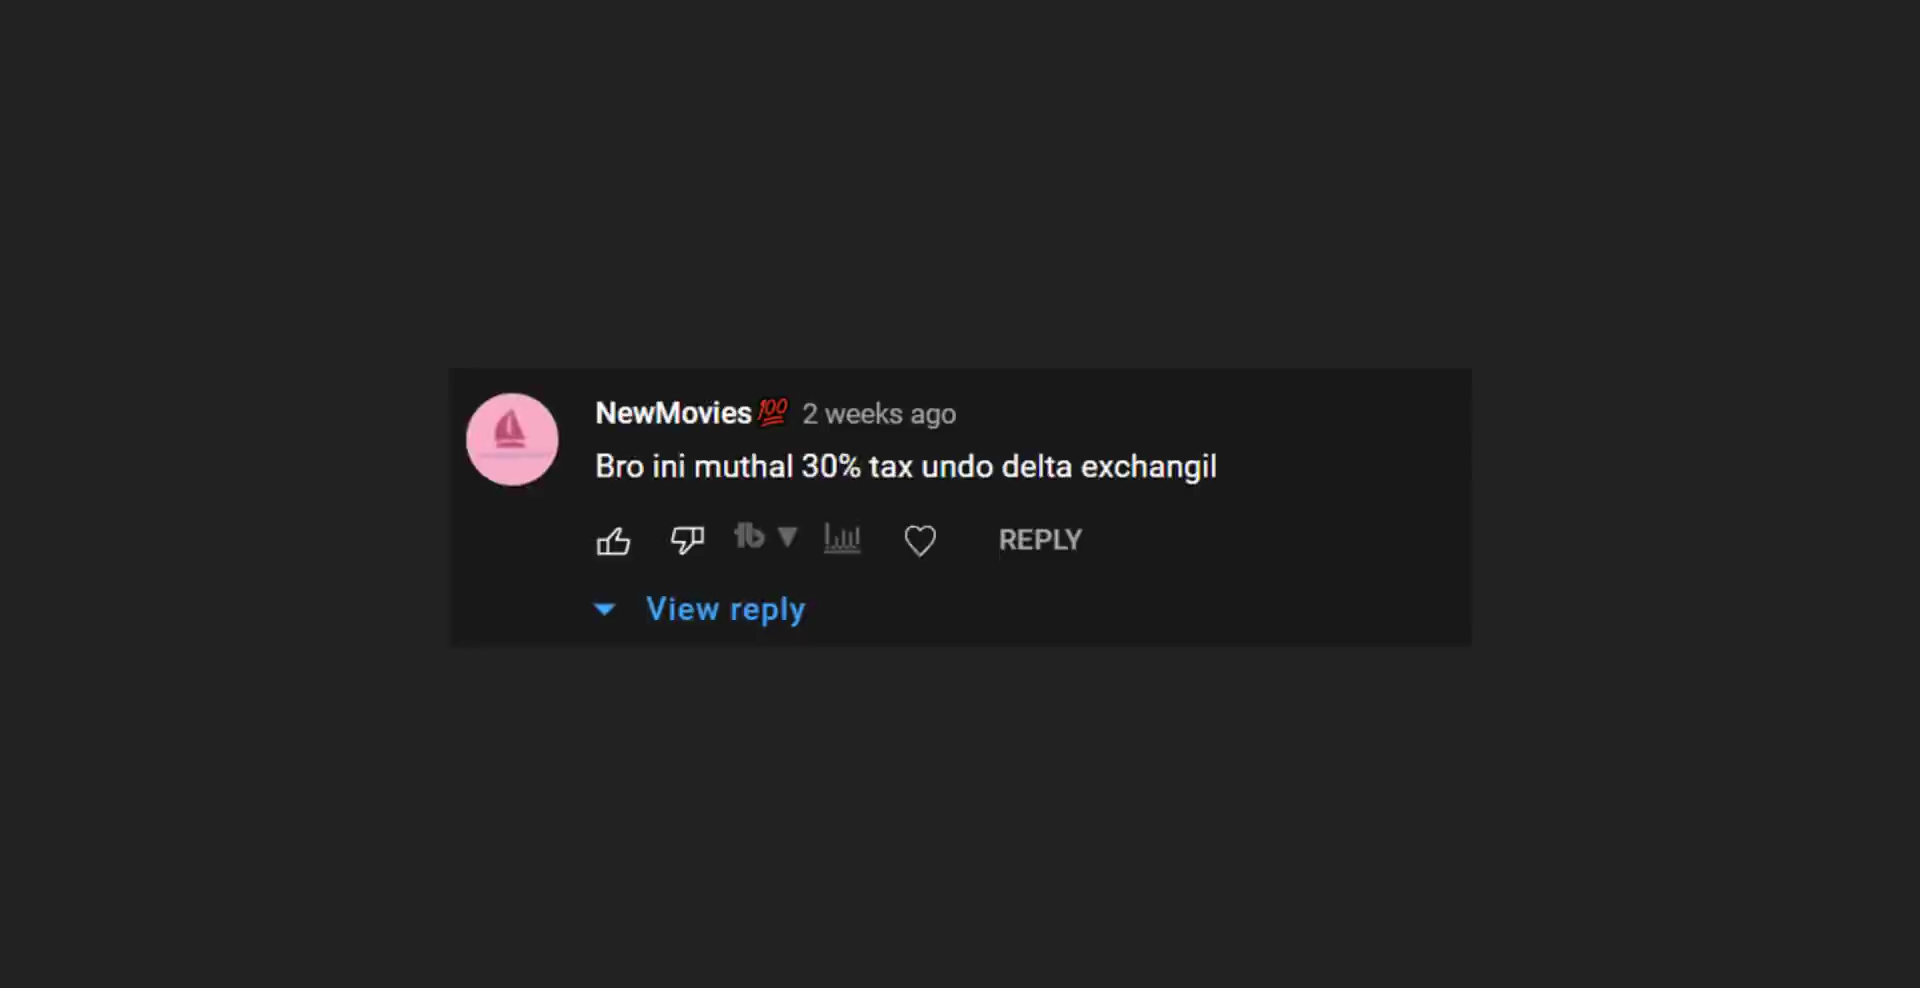 NewMovies💯 2 weeks ago
Bro ini muthal 30% tax undo delta exchangil
REPLY
View reply